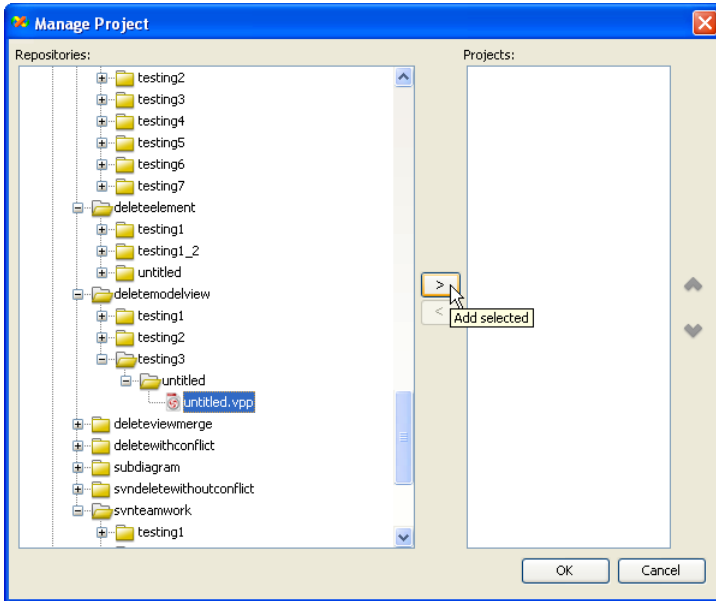 Manage Project
Repositories:
Projects:
testing2
testing3
testing4
testing5
testing6
testing7
deleteelement
testing1
testing1_2
untitled
deletemodelview
testing1
testing2
testing3
untitled
untitled.vpp
deleteviewmerge
deletewithconflict
subdiagram
svndeletewithoutconflict
svnteamwork
testing1
>
<
Add selected
OK
Cancel